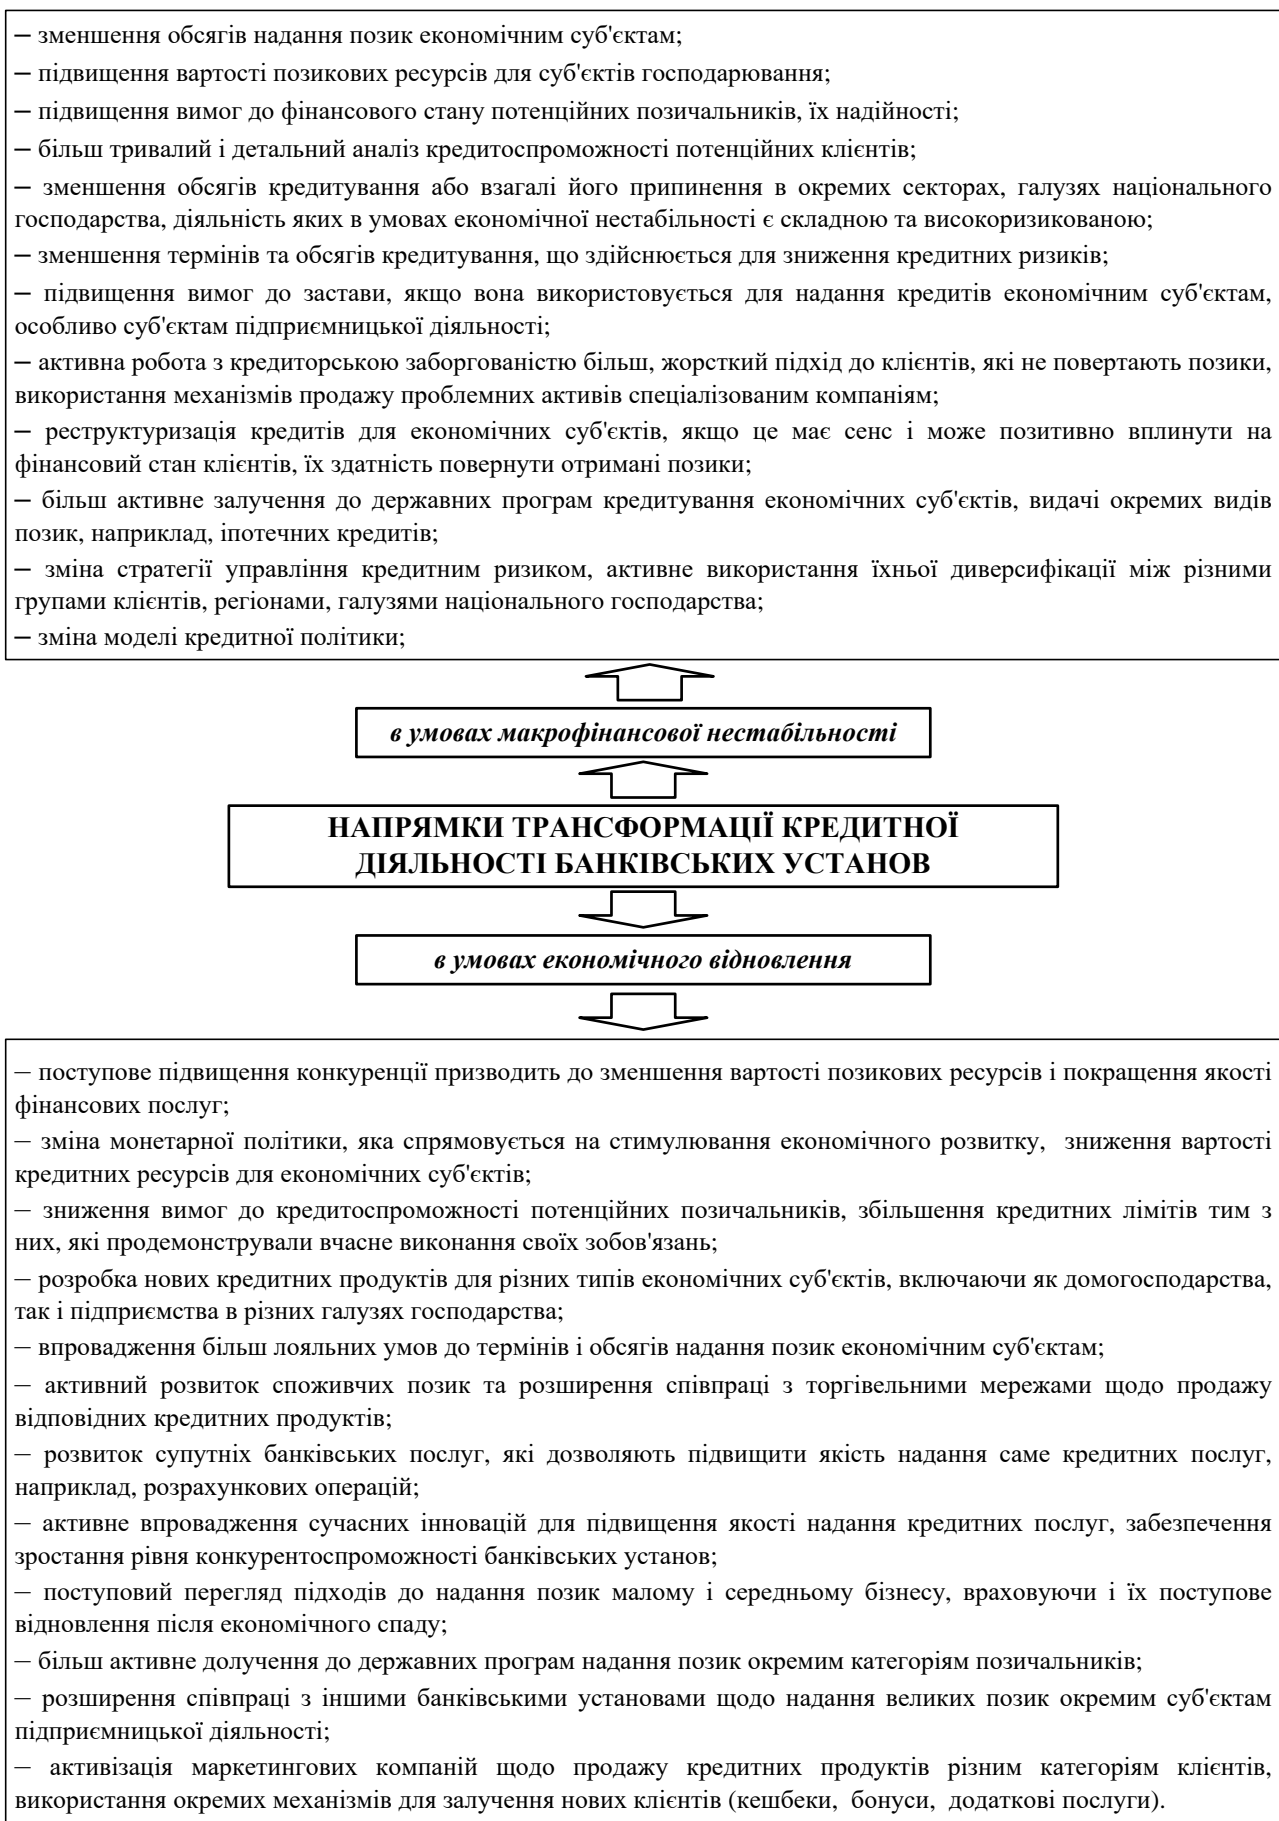 – зменшення обсягів надання позик економічним суб'єктам;
– підвищення вартості позикових ресурсів для суб'єктів господарювання;
– підвищення вимог до фінансового стану потенційних позичальників, їх надійності;
– більш тривалий і детальний аналіз кредитоспроможності потенційних клієнтів;
– зменшення обсягів кредитування або взагалі його припинення в окремих секторах, галузях національного
господарства, діяльність яких в умовах економічної нестабільності є складною та високоризикованою;
– зменшення термінів та обсягів кредитування, що здійснюється для зниження кредитних ризиків;
– підвищення вимог до застави, якщо вона використовується для надання кредитів економічним суб'єктам,
особливо суб'єктам підприємницької діяльності;
– активна робота з кредиторською заборгованістю більш, жорсткий підхід до клієнтів, які не повертають позики,
використання механізмів продажу проблемних активів спеціалізованим компаніям;
– реструктуризація кредитів для економічних суб'єктів, якщо це має сенс і може позитивно вплинути на
фінансовий стан клієнтів, їх здатність повернути отримані позики;
– більш активне залучення до державних програм кредитування економічних суб'єктів, видачі окремих видів
позик, наприклад, іпотечних кредитів;
– зміна стратегії управління кредитним ризиком, активне використання їхньої диверсифікації між різними
групами клієнтів, регіонами, галузями національного господарства;
– зміна моделі кредитної політики;
в умовах макрофінансової нестабільності
НАПРЯМКИ ТРАНСФОРМАЦІЇ КРЕДИТНОЇ
ДІЯЛЬНОСТІ БАНКІВСЬКИХ УСТАНОВ
в умовах економічного відновлення
– поступове підвищення конкуренції призводить до зменшення вартості позикових ресурсів і покращення якості
фінансових послуг;
– зміна монетарної політики, яка спрямовується на стимулювання економічного розвитку, зниження вартості
кредитних ресурсів для економічних суб'єктів;
– зниження вимог до кредитоспроможності потенційних позичальників, збільшення кредитних лімітів тим з
них, які продемонстрували вчасне виконання своїх зобов'язань;
– розробка нових кредитних продуктів для різних типів економічних суб'єктів, включаючи як домогосподарства,
так і підприємства в різних галузях господарства;
– впровадження більш лояльних умов до термінів і обсягів надання позик економічним суб'єктам;
– активний розвиток споживчих позик та розширення співпраці з торгівельними мережами щодо продажу
відповідних кредитних продуктів;
– розвиток супутніх банківських послуг, які дозволяють підвищити якість надання саме кредитних послуг,
наприклад, розрахункових операцій;
– активне впровадження сучасних інновацій для підвищення якості надання кредитних послуг, забезпечення
зростання рівня конкурентоспроможності банківських установ;
– поступовий перегляд підходів до надання позик малому і середньому бізнесу, враховуючи і їх поступове
відновлення після економічного спаду;
– більш активне долучення до державних програм надання позик окремим категоріям позичальників;
– розширення співпраці з іншими банківськими установами щодо надання великих позик окремим суб'єктам
підприємницької діяльності;
– активізація маркетингових компаній щодо продажу кредитних продуктів різним категоріям клієнтів,
використання окремих механізмів для залучення нових клієнтів (кешбеки, бонуси, додаткові послуги).